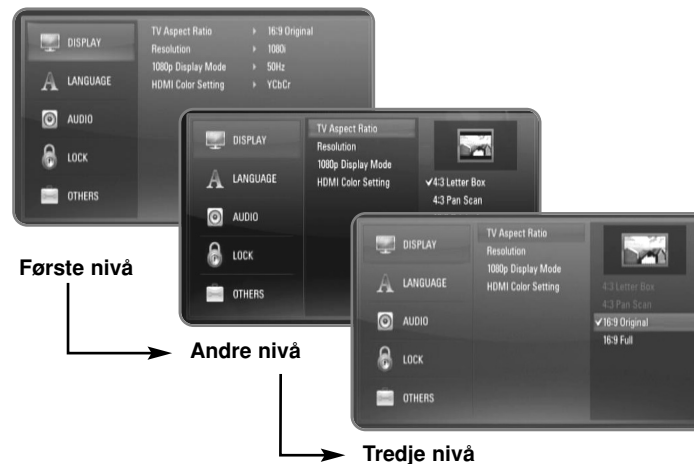 DISPLAY
LANGUAGE
AUDIO
LOCK
OTHERS
TV Aspect Ratio 16:9 Original
Resolution 1080i
1080p Display Mode 50Hz
HDMI Color Setting YCbCr
DISPLAY
LANGUAGE
AUDIO
LOCK
OTHERS
TV Aspect Ratio
Resolution
1080p Display Mode
HDMI Color Setting
✓4:3 Letter Box
4:3 Pan Scan
DISPLAY
LANGUAGE
AUDIO
LOCK
OTHERS
TV Aspect Ratio
Resolution
1080p Display Mode
HDMI Color Setting
4:3 Letter Box
4:3 Pan Scan
✓16:9 Original
16:9 Full
Første nivå
Andre nivå
Tredje nivå